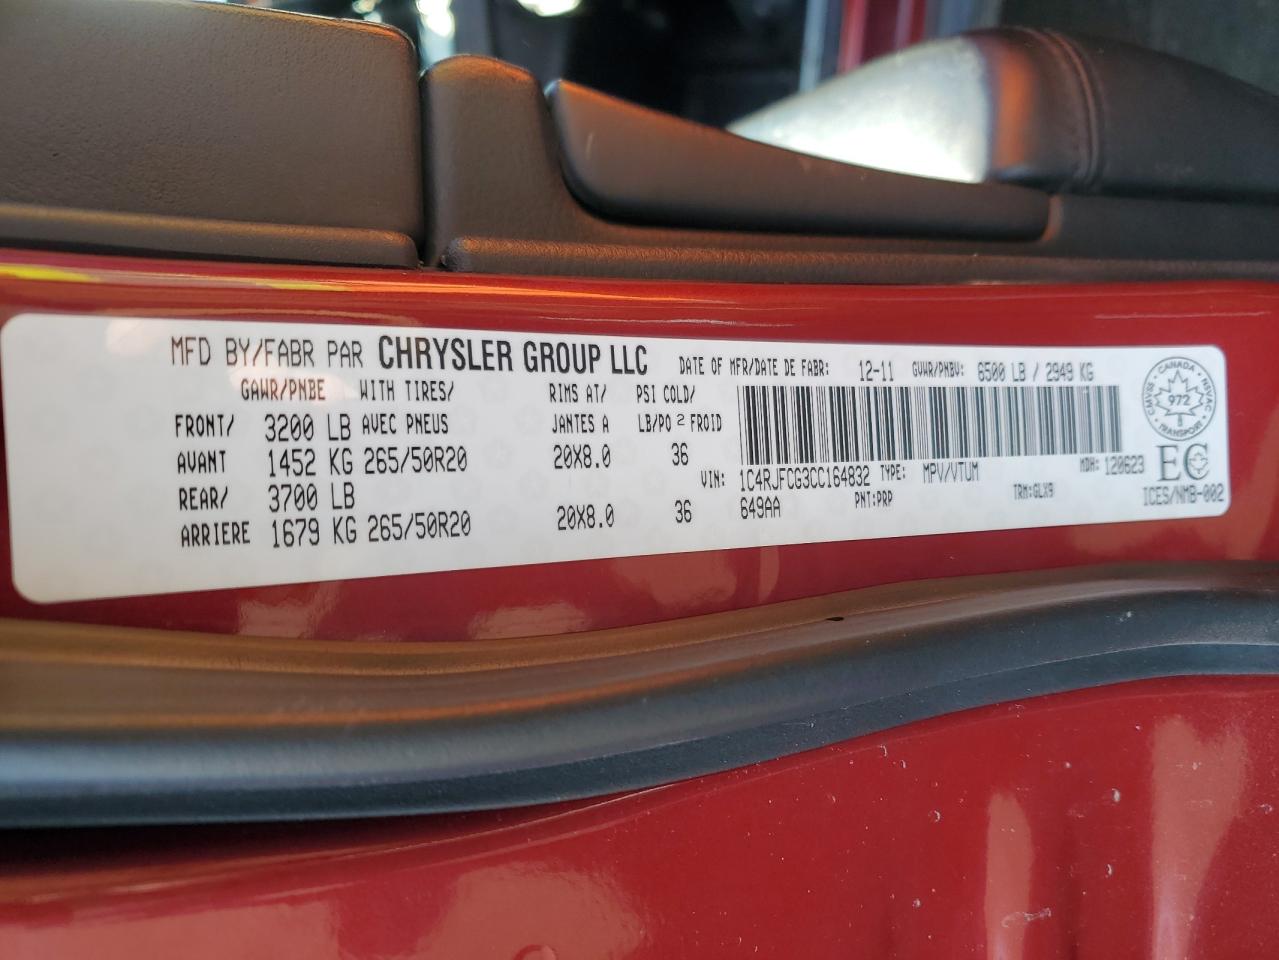 MFD BY/FABR PAR CHRYSLER GROUP LLC DATE OF MFR/DATE DE FABR: 12-11 GVWR/PNBV: 6500 LB / 2949 KG
GAWR/PNBE WITH TIRES/ RIMS AT/ PSI COLD/
FRONT/ 3200 LB AVEC PNEUS JANTES A LB/PO 2 FROID
AVANT 1452 KG 265/50R20 20X8.0 36
VIN: 1C4RJFCG3CC164832 TYPE: MPV/VTUM MDH: 120623
REAR/ 3700 LB
649AA PNT:PRP TRM:GLX9
ARRIERE 1679 KG 265/50R20 20X8.0 36
CANADA
CMVSS NSVAC
972
TRANSPORT
EC
ICES/NMB-002